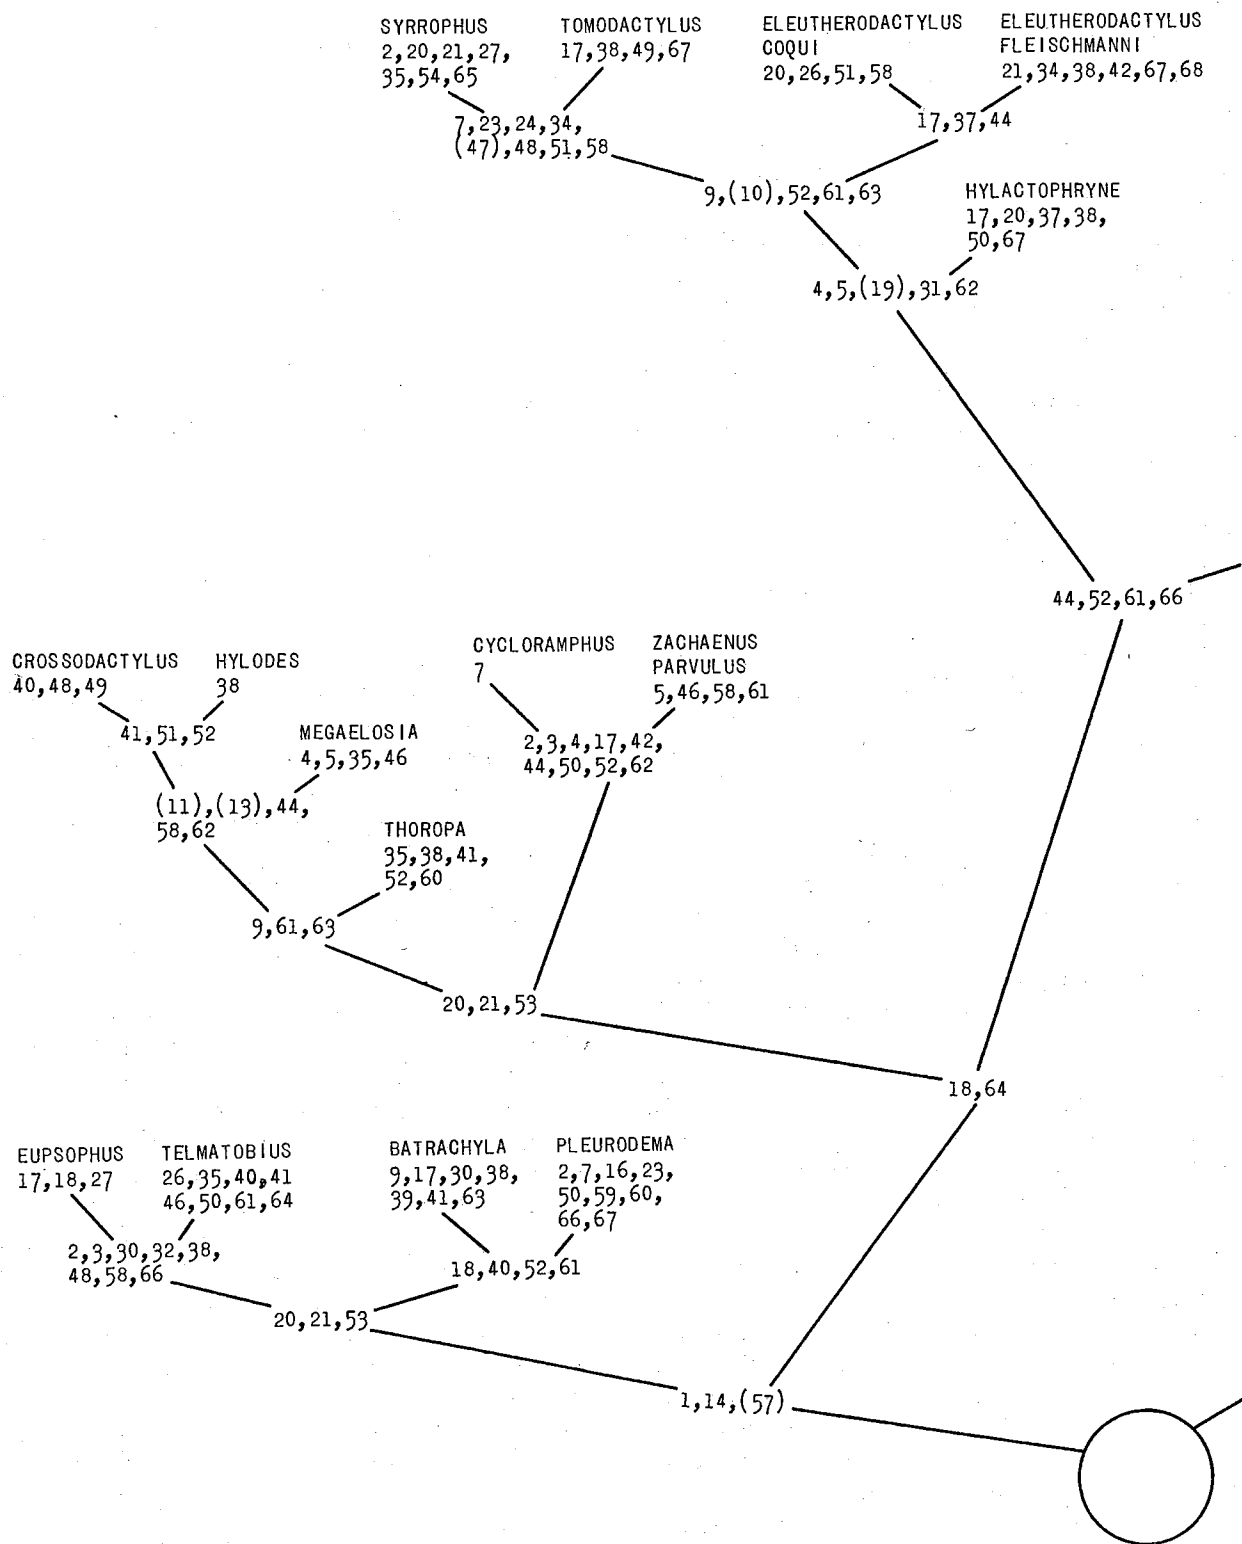 SYRROPHUS
2,20,21,27,
35,54,65
TOMODACTYLUS
17,38,49,67
ELEUTHERODACTYLUS
COQUI
20,26,51,58
ELEUTHERODACTYLUS
FLEISCHMANNI
21,34,38,42,67,68
7,23,24,34,
(47),48,51,58
17,37,44
9,(10),52,61,63
HYLACTOPHRYNE
17,20,37,38,
50,67
4,5,(19),31,62
44,52,61,66
CROSSODACTYLUS
40,48,49
HYLODES
38
CYCLORAMPHUS
7
ZACHAENUS
PARVULUS
5,46,58,61
41,51,52
MEGAELOSIA
4,5,35,46
2,3,4,17,42,
44,50,52,62
(11),(13),44,
58,62
THOROPA
35,38,41,
52,60
9,61,63
20,21,53
18,64
EUPSOPHUS
17,18,27
TELMATOBIUS
26,35,40,41
46,50,61,64
BATRACHYLA
9,17,30,38,
39,41,63
PLEURODEMA
2,7,16,23,
50,59,60,
66,67
2,3,30,32,38,
48,58,66
18,40,52,61
20,21,53
1,14,(57)